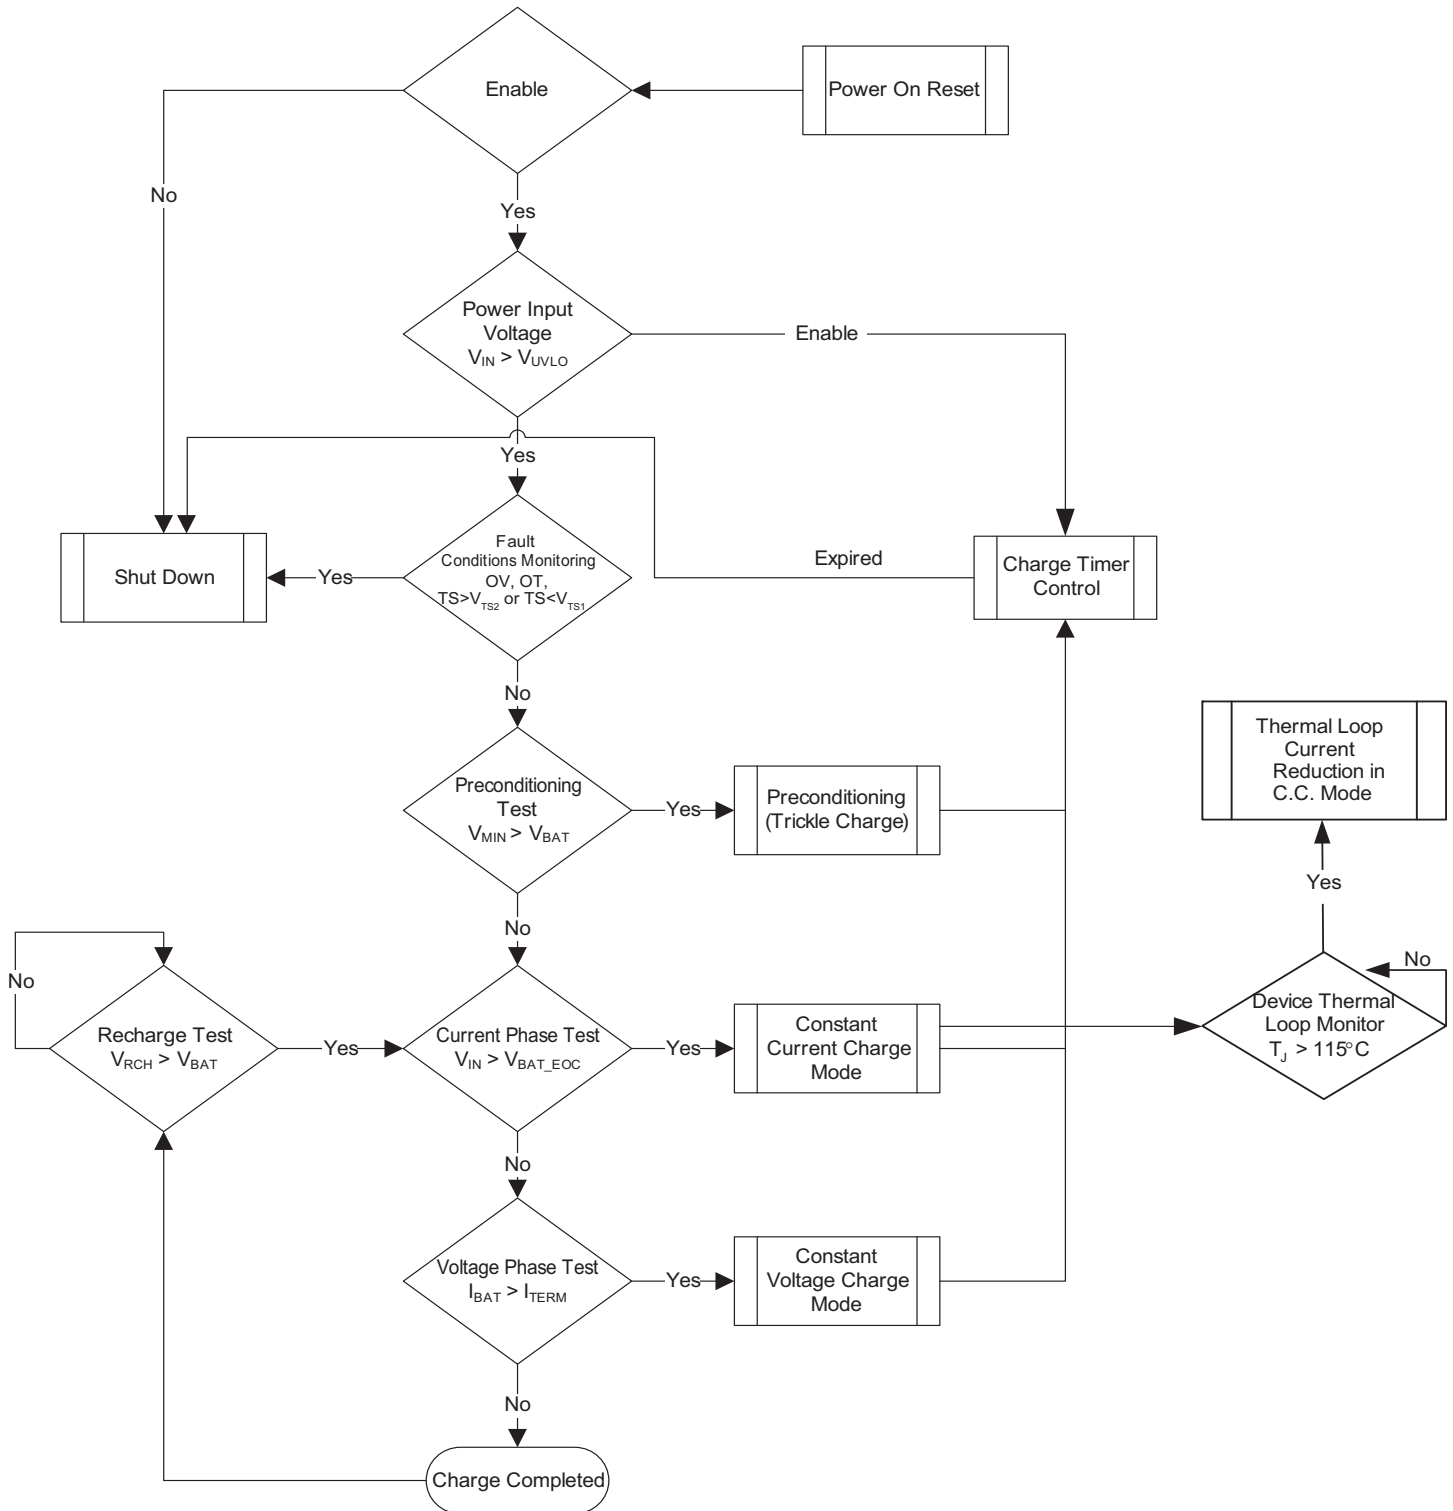 Enable
Power On Reset
No
Yes
Power Input
Voltage
V_IN > V_UVLO
Enable
Yes
Fault
Conditions Monitoring
OV, OT,
TS>V_TS2 or TS<V_TS1
Yes
Shut Down
Expired
Charge Timer
Control
No
Thermal Loop
Current
Reduction in
C.C. Mode
Preconditioning
Test
V_MIN > V_BAT
Yes
Preconditioning
(Trickle Charge)
Yes
No
No
Recharge Test
V_RCH > V_BAT
Yes
Current Phase Test
V_IN > V_BAT_EOC
Yes
Constant
Current Charge
Mode
No
Device Thermal
Loop Monitor
T_J > 115°C
No
Voltage Phase Test
I_BAT > I_TERM
Yes
Constant
Voltage Charge
Mode
No
Charge Completed